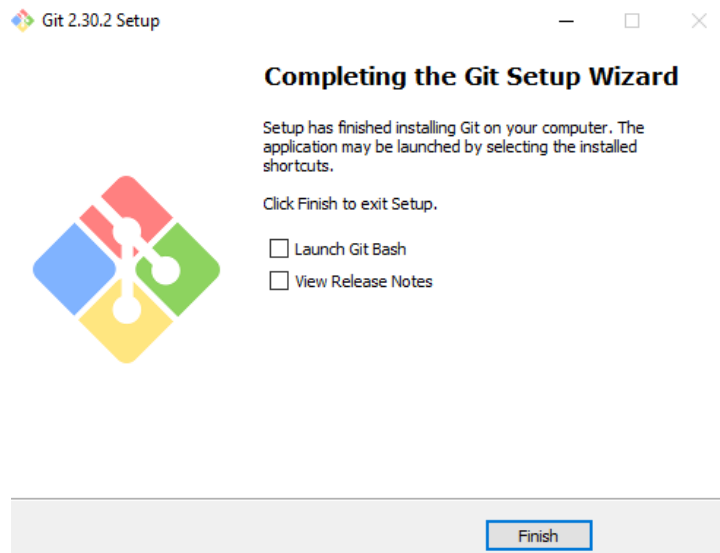 Git 2.30.2 Setup
Completing the Git Setup Wizard
Setup has finished installing Git on your computer. The
application may be launched by selecting the installed
shortcuts.
Click Finish to exit Setup.
Launch Git Bash
View Release Notes
Finish